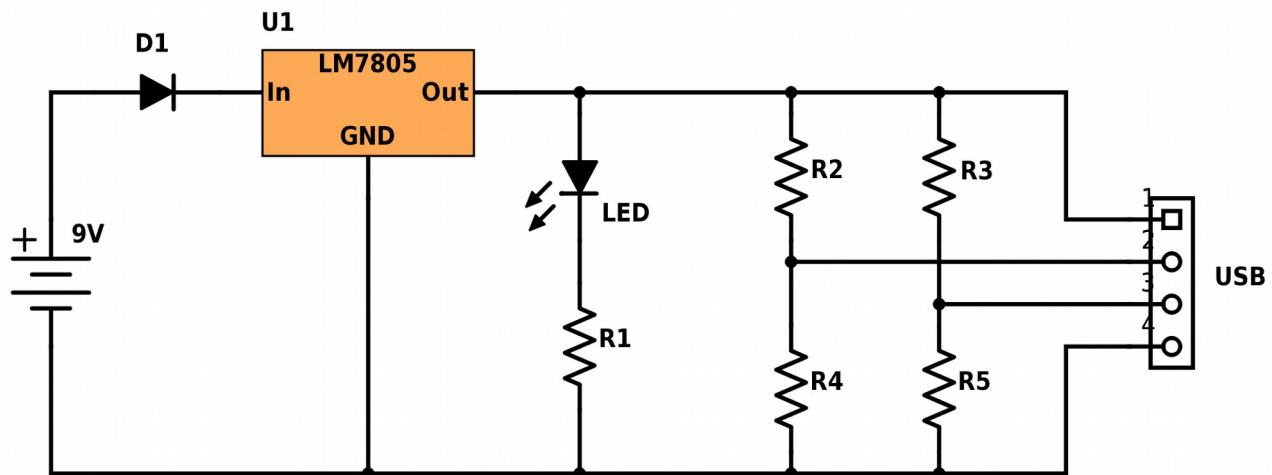 U1
D1
LM7805
In
Out
GND
R2
R3
1
LED
9V
+
2
USB
3
4
R1
R4
R5